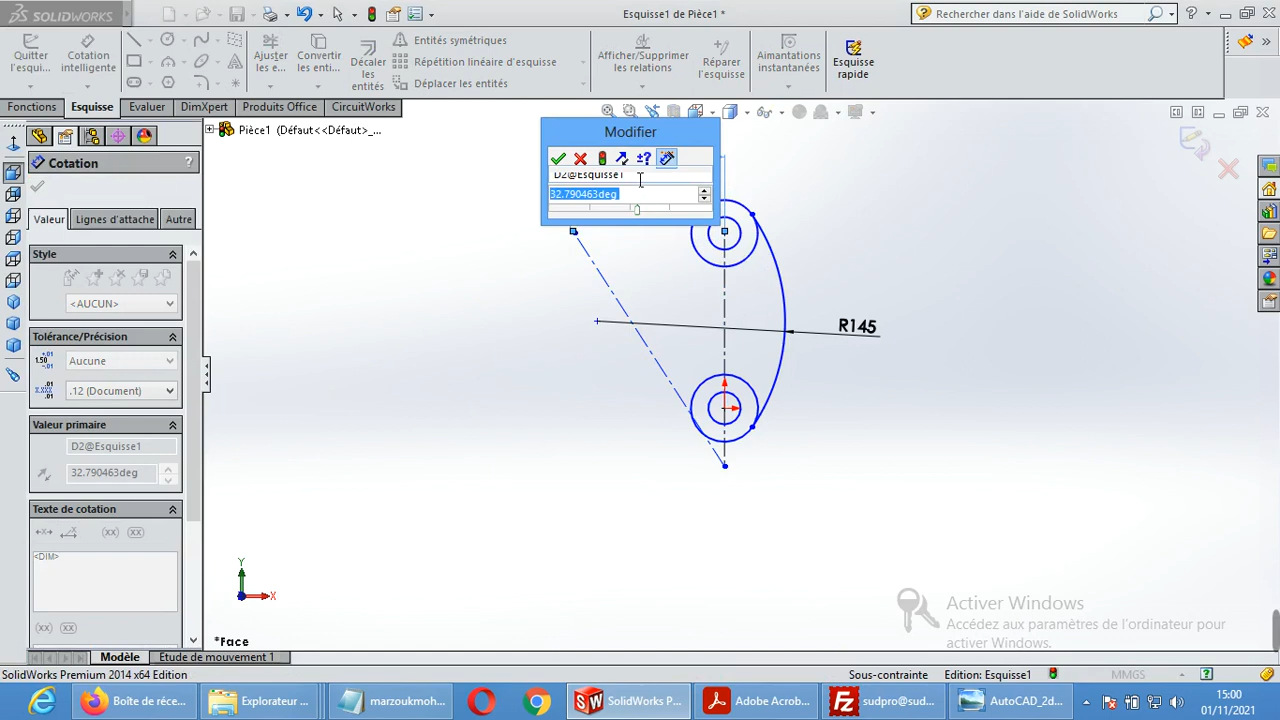 SOLIDWORKS
Esquisse1 de Pièce1 *
Rechercher dans l'aide de SolidWorks
Quitter l'esqui...
Cotation intelligente
Ajuster les e...
Convertir les enti...
Décaler les entités
Entités symétriques
Répétition linéaire d'esquisse
Déplacer les entités
Afficher/Supprimer les relations
Réparer l'esquisse
Aimantations instantanées
Esquisse rapide
Fonctions
Esquisse
Evaluer
DimXpert
Produits Office
CircuitWorks
Pièce1 (Défaut<<Défaut>_...
Modifier
D2@Esquisse1
32.790463deg
Cotation
?
Valeur
Lignes d'attache
Autre
Style
<AUCUN>
Tolérance/Précision
Aucune
.12 (Document)
Valeur primaire
D2@Esquisse1
32.790463deg
Texte de cotation
<DIM>
R145
Y
X
*Face
Activer Windows
Accédez aux paramètres de l'ordinateur pour
activer Windows.
Modèle
Etude de mouvement 1
SolidWorks Premium 2014 x64 Edition
Sous-contrainte
Edition: Esquisse1
MMGS
Boîte de réce...
Explorateur ...
marzoukmoh...
SolidWorks P...
Adobe Acrob...
sudpro@sud...
AutoCAD_2d...
15:00
01/11/2021